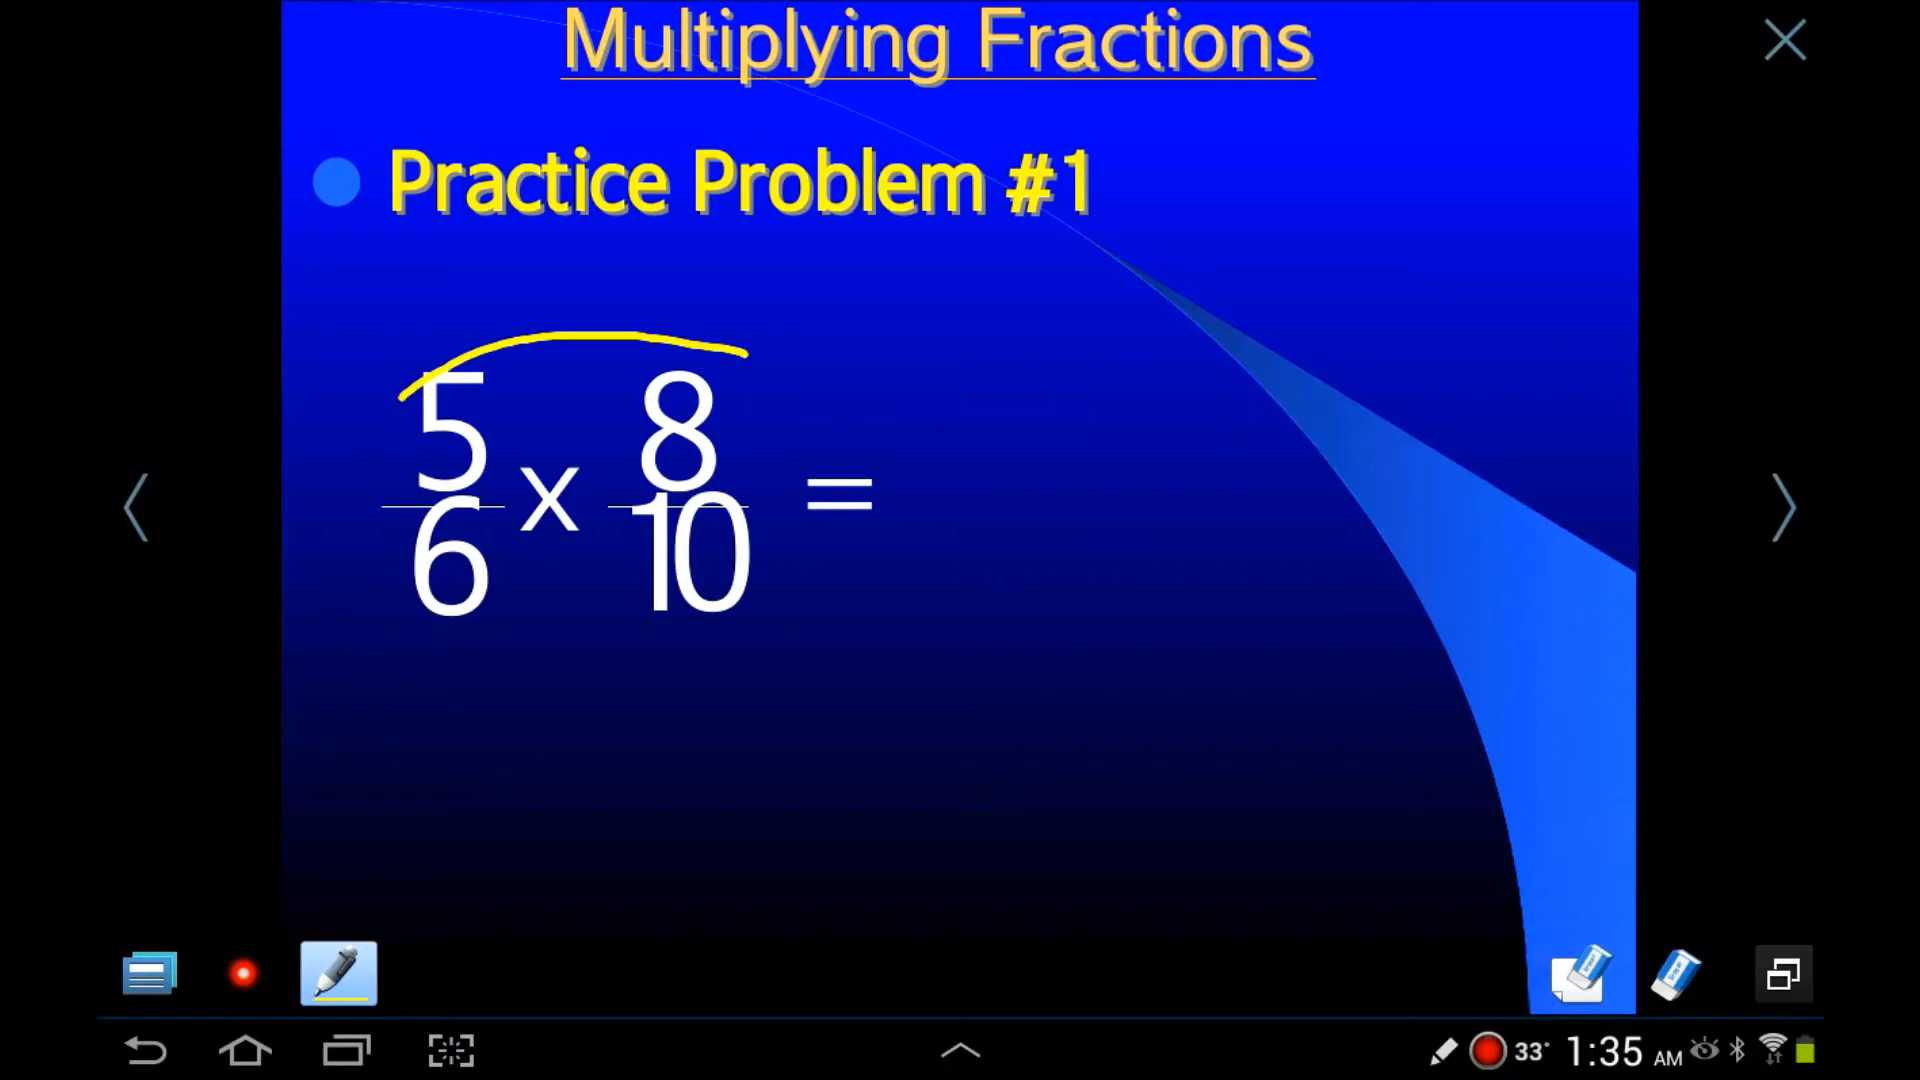 Multiplying Fractions
Practice Problem #1
5 8
x =
6 10
33° 1:35 AM